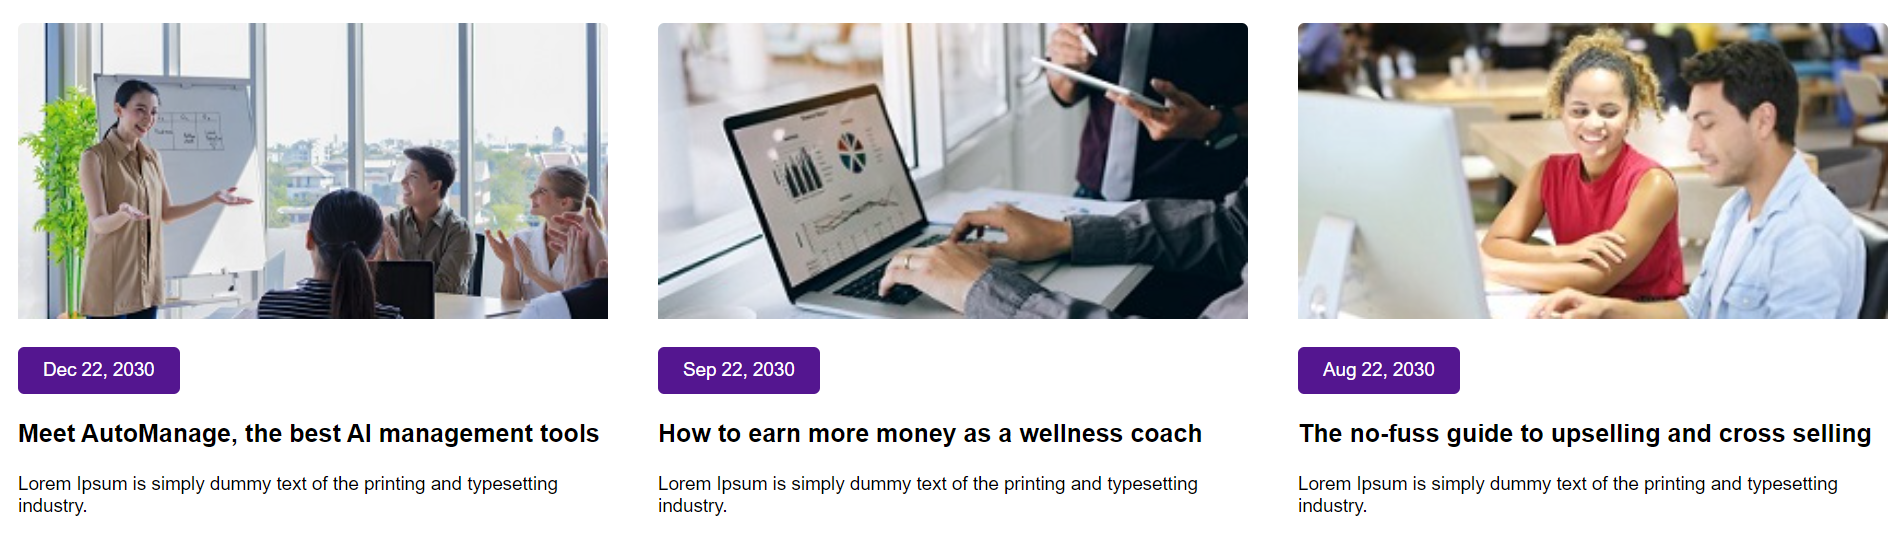 Dec 22, 2030
Meet AutoManage, the best AI management tools
Lorem Ipsum is simply dummy text of the printing and typesetting
industry.
Sep 22, 2030
How to earn more money as a wellness coach
Lorem Ipsum is simply dummy text of the printing and typesetting
industry.
Aug 22, 2030
The no-fuss guide to upselling and cross selling
Lorem Ipsum is simply dummy text of the printing and typesetting
industry.